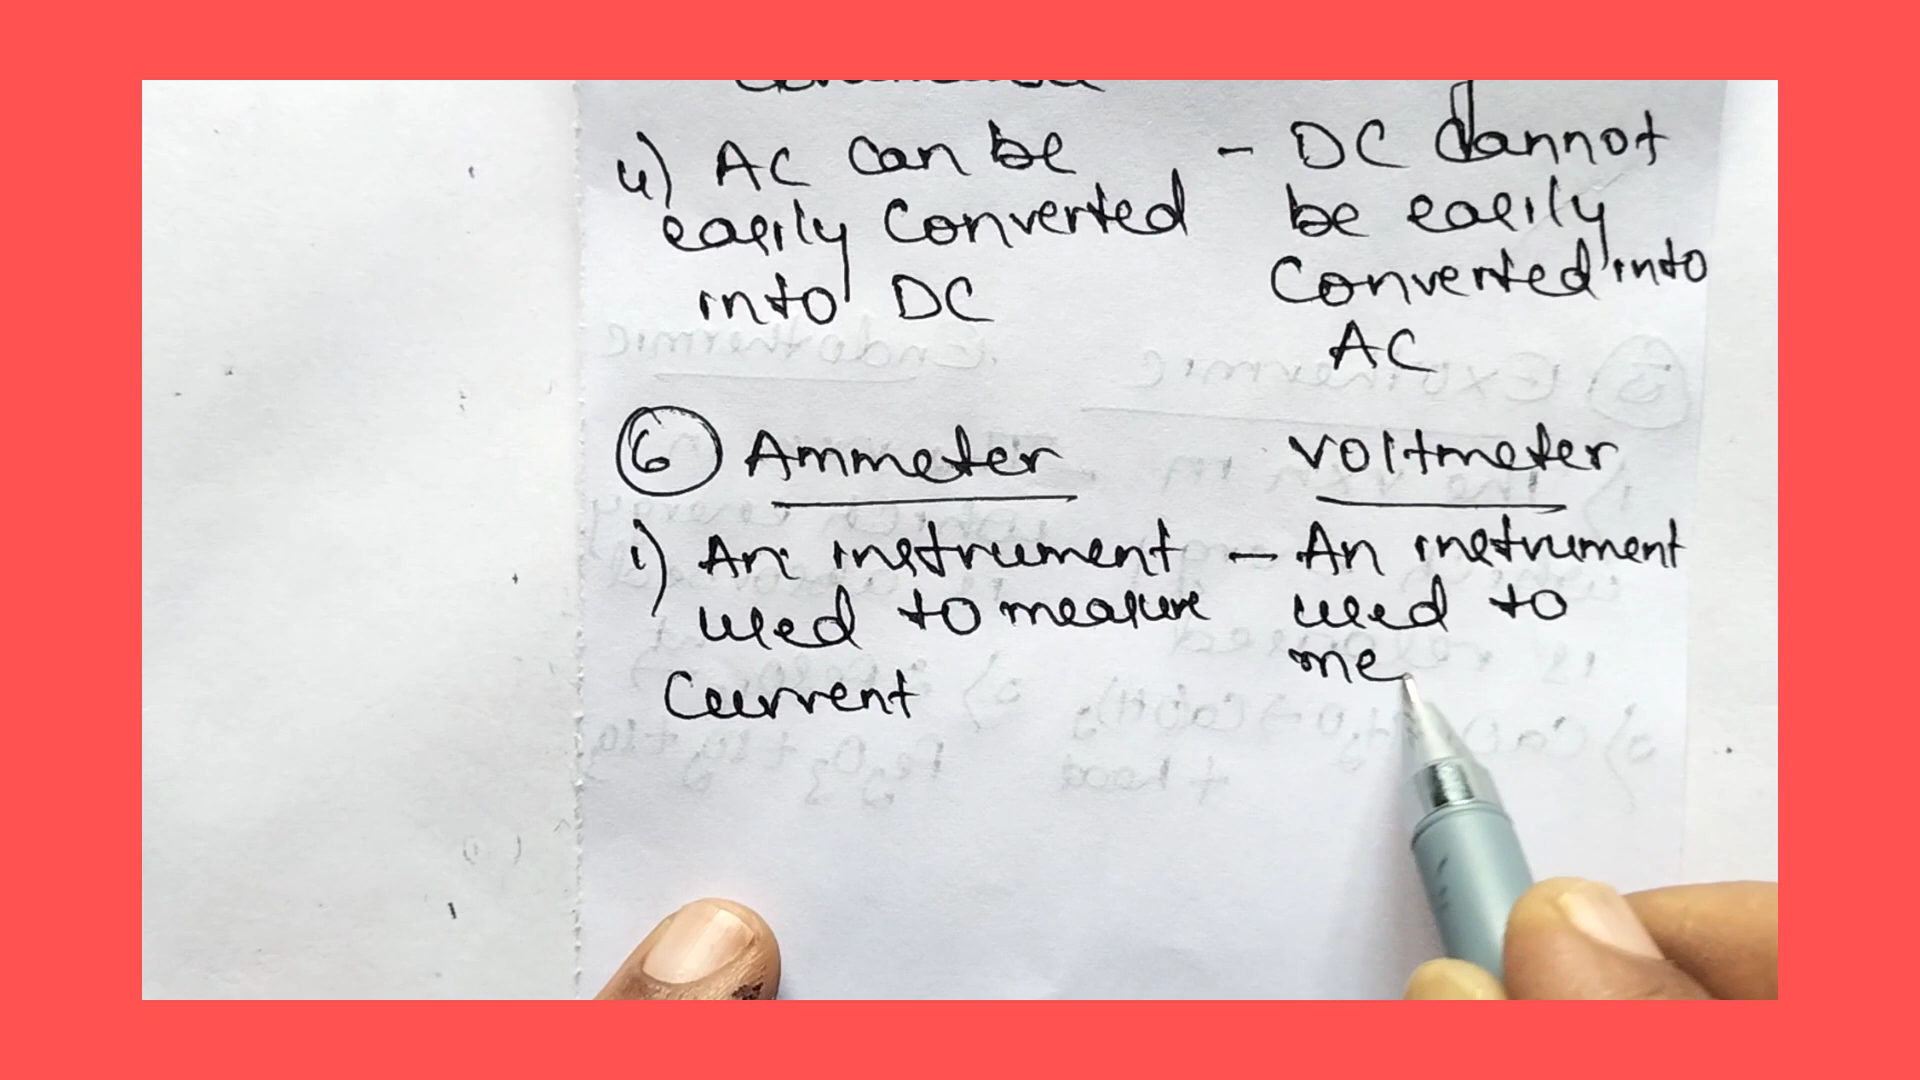 4) AC can be - DC cannot
easily converted be easily
into DC converted into
AC
6 Ammeter voltmeter
i) An instrument - An instrument
used to measure used to
current me